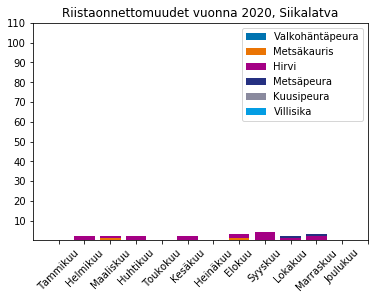 Riistaonnettomuudet vuonna 2020, Siikalatva
110
100
90
80
70
60
50
40
30
20
10
Valkohäntäpeura
Metsäkauris
Hirvi
Metsäpeura
Kuusipeura
Villisika
Tammikuu
Helmikuu
Maaliskuu
Huhtikuu
Toukokuu
Kesäkuu
Heinäkuu
Elokuu
Syyskuu
Lokakuu
Marraskuu
Joulukuu